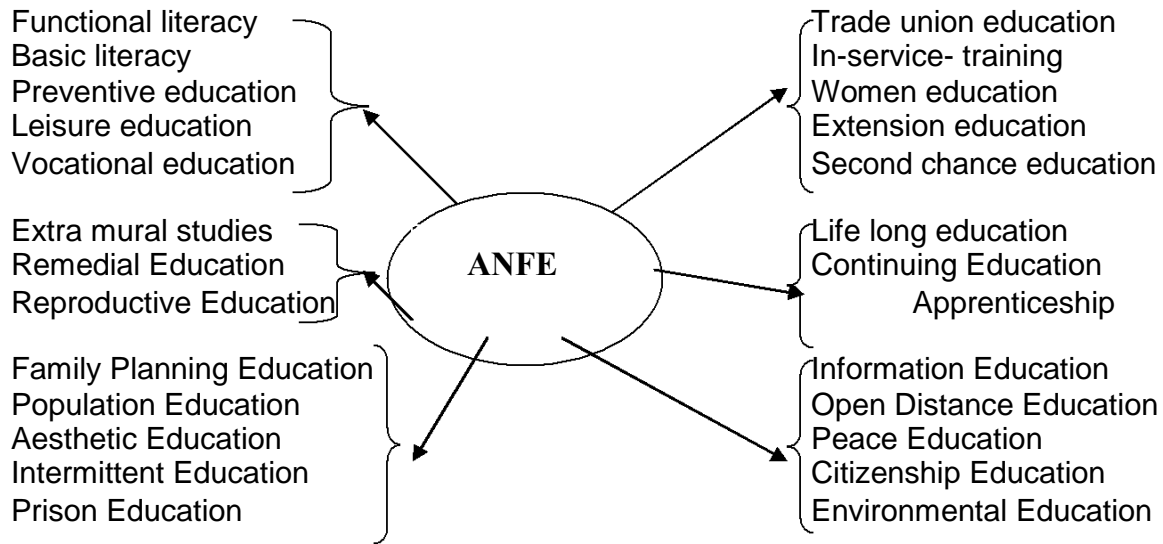 Functional literacy
Basic literacy
Preventive education
Leisure education
Vocational education
Extra mural studies
Remedial Education
Reproductive Education
Family Planning Education
Population Education
Aesthetic Education
Intermittent Education
Prison Education
ANFE
Trade union education
In-service- training
Women education
Extension education
Second chance education
Life long education
Continuing Education
Apprenticeship
Information Education
Open Distance Education
Peace Education
Citizenship Education
Environmental Education